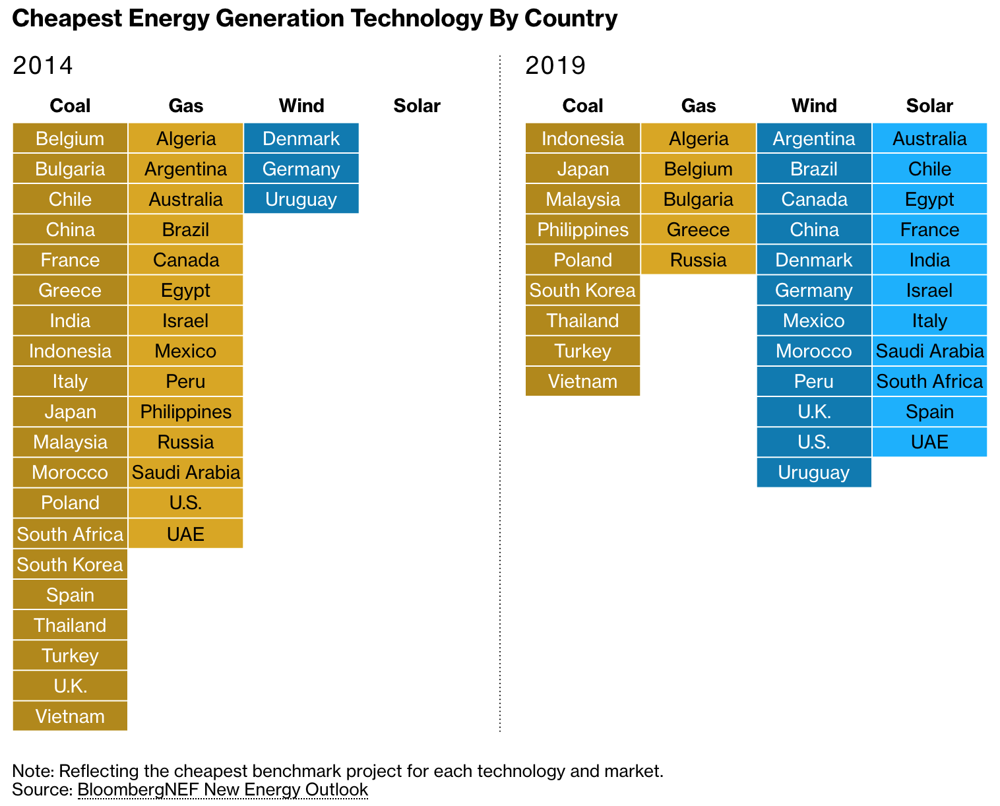 Cheapest Energy Generation Technology By Country
2014
Coal Gas Wind Solar
Belgium Algeria Denmark
Bulgaria Argentina Germany
Chile Australia Uruguay
China Brazil
France Canada
Greece Egypt
India Israel
Indonesia Mexico
Italy Peru
Japan Philippines
Malaysia Russia
Morocco Saudi Arabia
Poland U.S.
South Africa UAE
South Korea
Spain
Thailand
Turkey
U.K.
Vietnam
2019
Coal Gas Wind Solar
Indonesia Algeria Argentina Australia
Japan Belgium Brazil Chile
Malaysia Bulgaria Canada Egypt
Philippines Greece China France
Poland Russia Denmark India
South Korea Germany Israel
Thailand Mexico Italy
Turkey Morocco Saudi Arabia
Vietnam Peru South Africa
U.K. Spain
U.S. UAE
Uruguay
Note: Reflecting the cheapest benchmark project for each technology and market.
Source: BloombergNEF New Energy Outlook